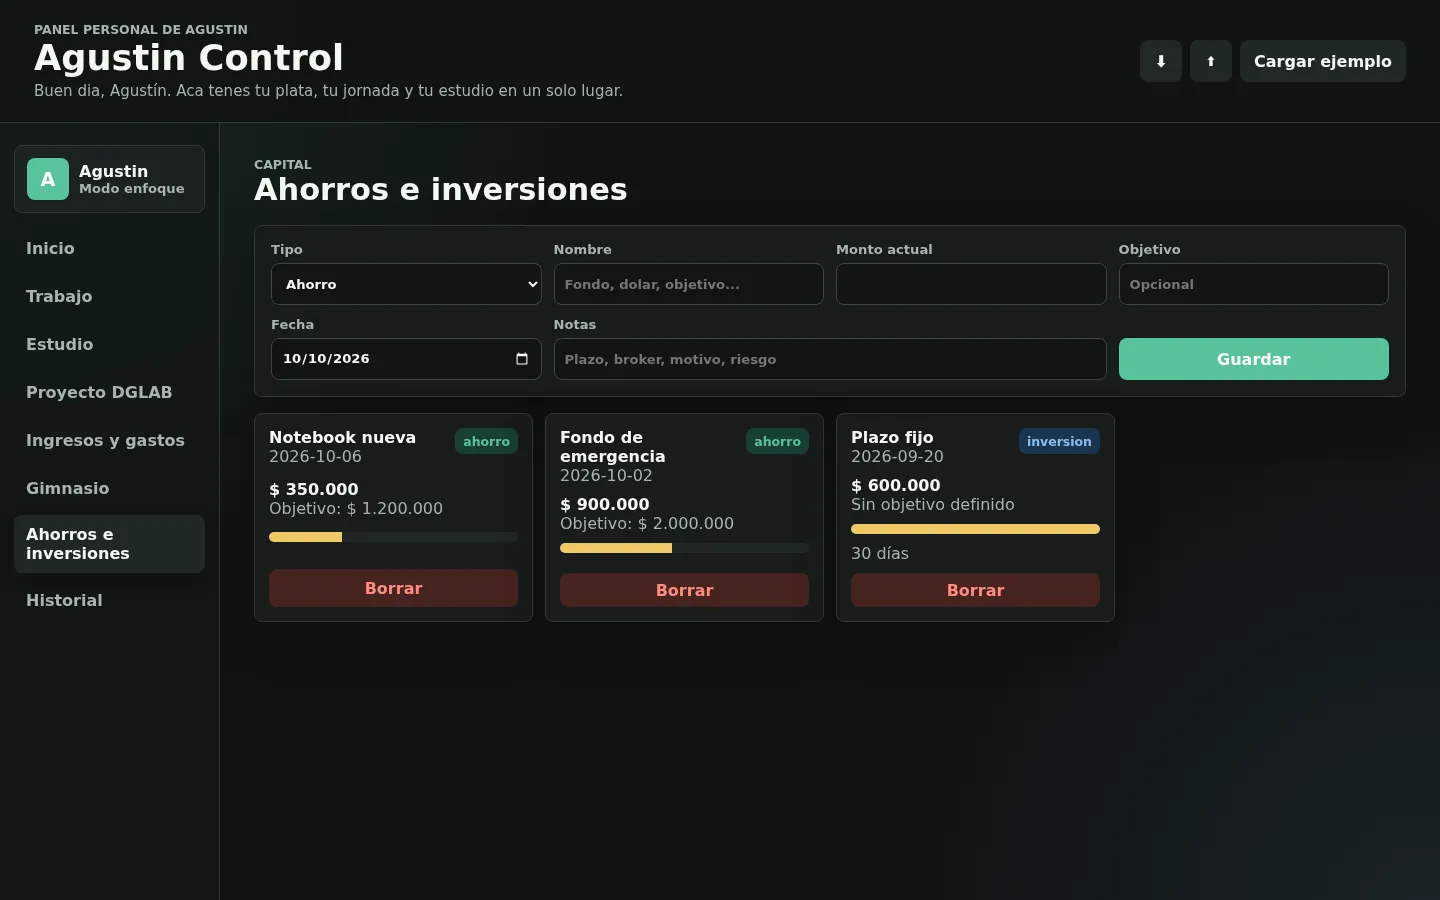 PANEL PERSONAL DE AGUSTIN
Agustin Control
Buen dia, Agustín. Aca tenes tu plata, tu jornada y tu estudio en un solo lugar.
⬇
⬆
Cargar ejemplo
A
Agustin
Modo enfoque
Inicio
Trabajo
Estudio
Proyecto DGLAB
Ingresos y gastos
Gimnasio
Ahorros e
inversiones
Historial
CAPITAL
Ahorros e inversiones
Tipo
Ahorro
Nombre
Fondo, dolar, objetivo...
Monto actual
Objetivo
Opcional
Fecha
10/10/2026
Notas
Plazo, broker, motivo, riesgo
Guardar
Notebook nueva
ahorro
2026-10-06
$ 350.000
Objetivo: $ 1.200.000
Borrar
Fondo de
emergencia
ahorro
2026-10-02
$ 900.000
Objetivo: $ 2.000.000
Borrar
Plazo fijo
inversion
2026-09-20
$ 600.000
Sin objetivo definido
30 días
Borrar